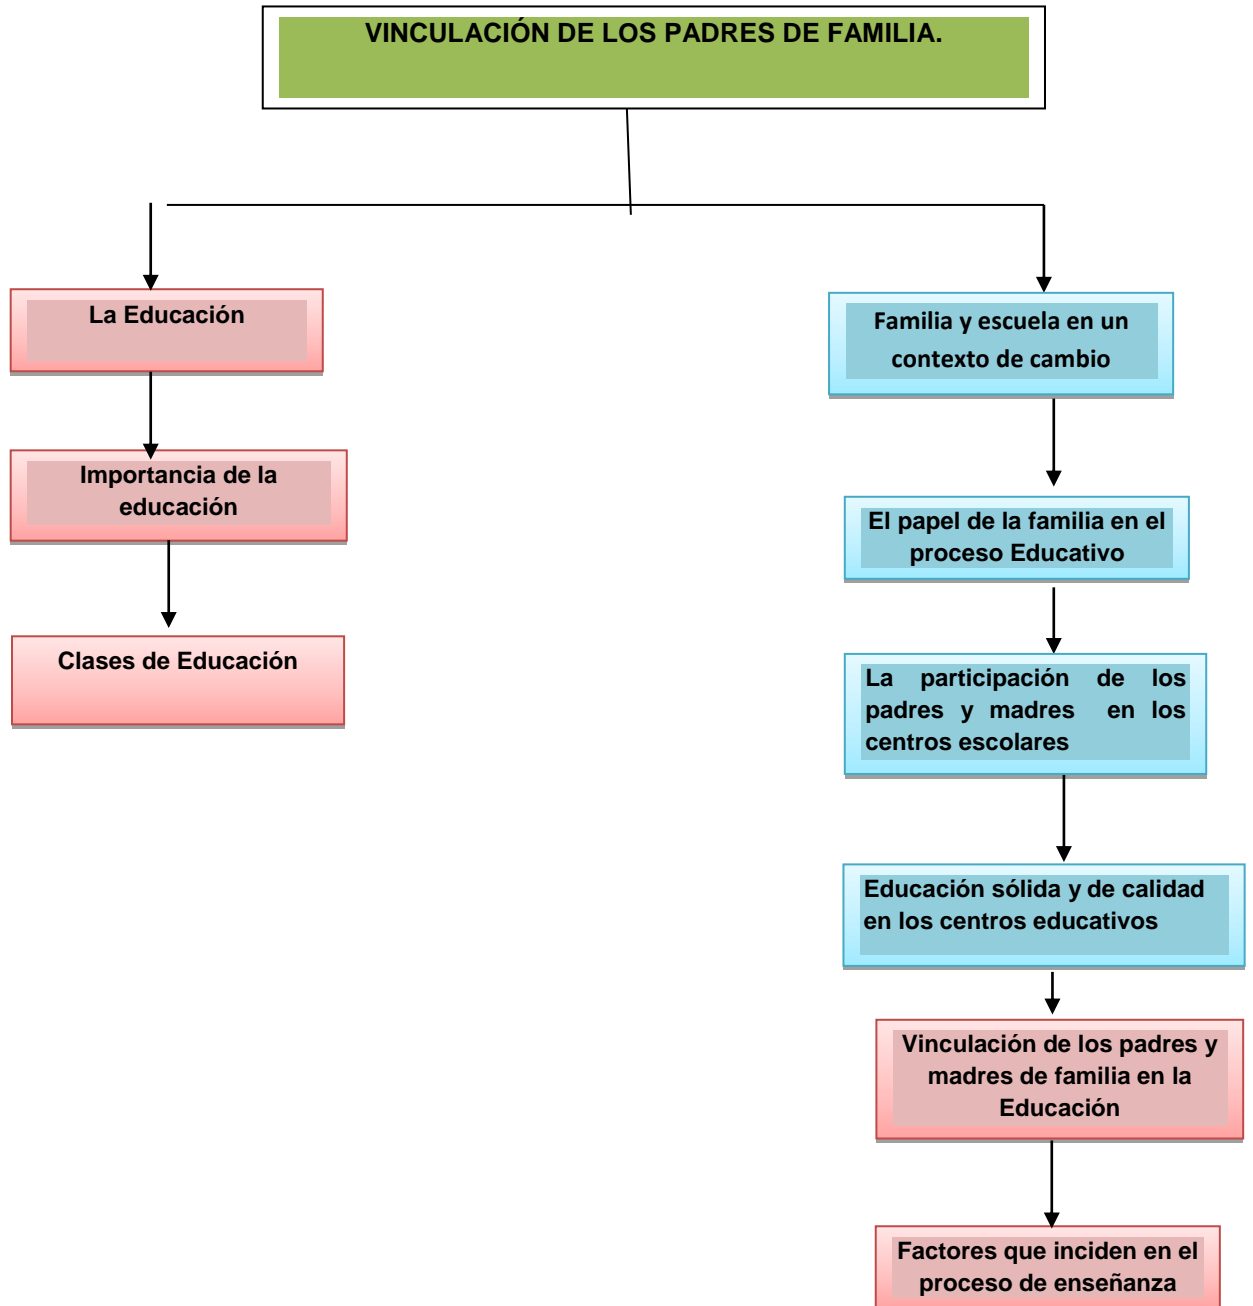 VINCULACIÓN DE LOS PADRES DE FAMILIA.
La Educación
Importancia de la
educación
Clases de Educación
Familia y escuela en un
contexto de cambio
El papel de la familia en el
proceso Educativo
La participación de los
padres y madres en los
centros escolares
Educación sólida y de calidad
en los centros educativos
Vinculación de los padres y
madres de familia en la
Educación
Factores que inciden en el
proceso de enseñanza